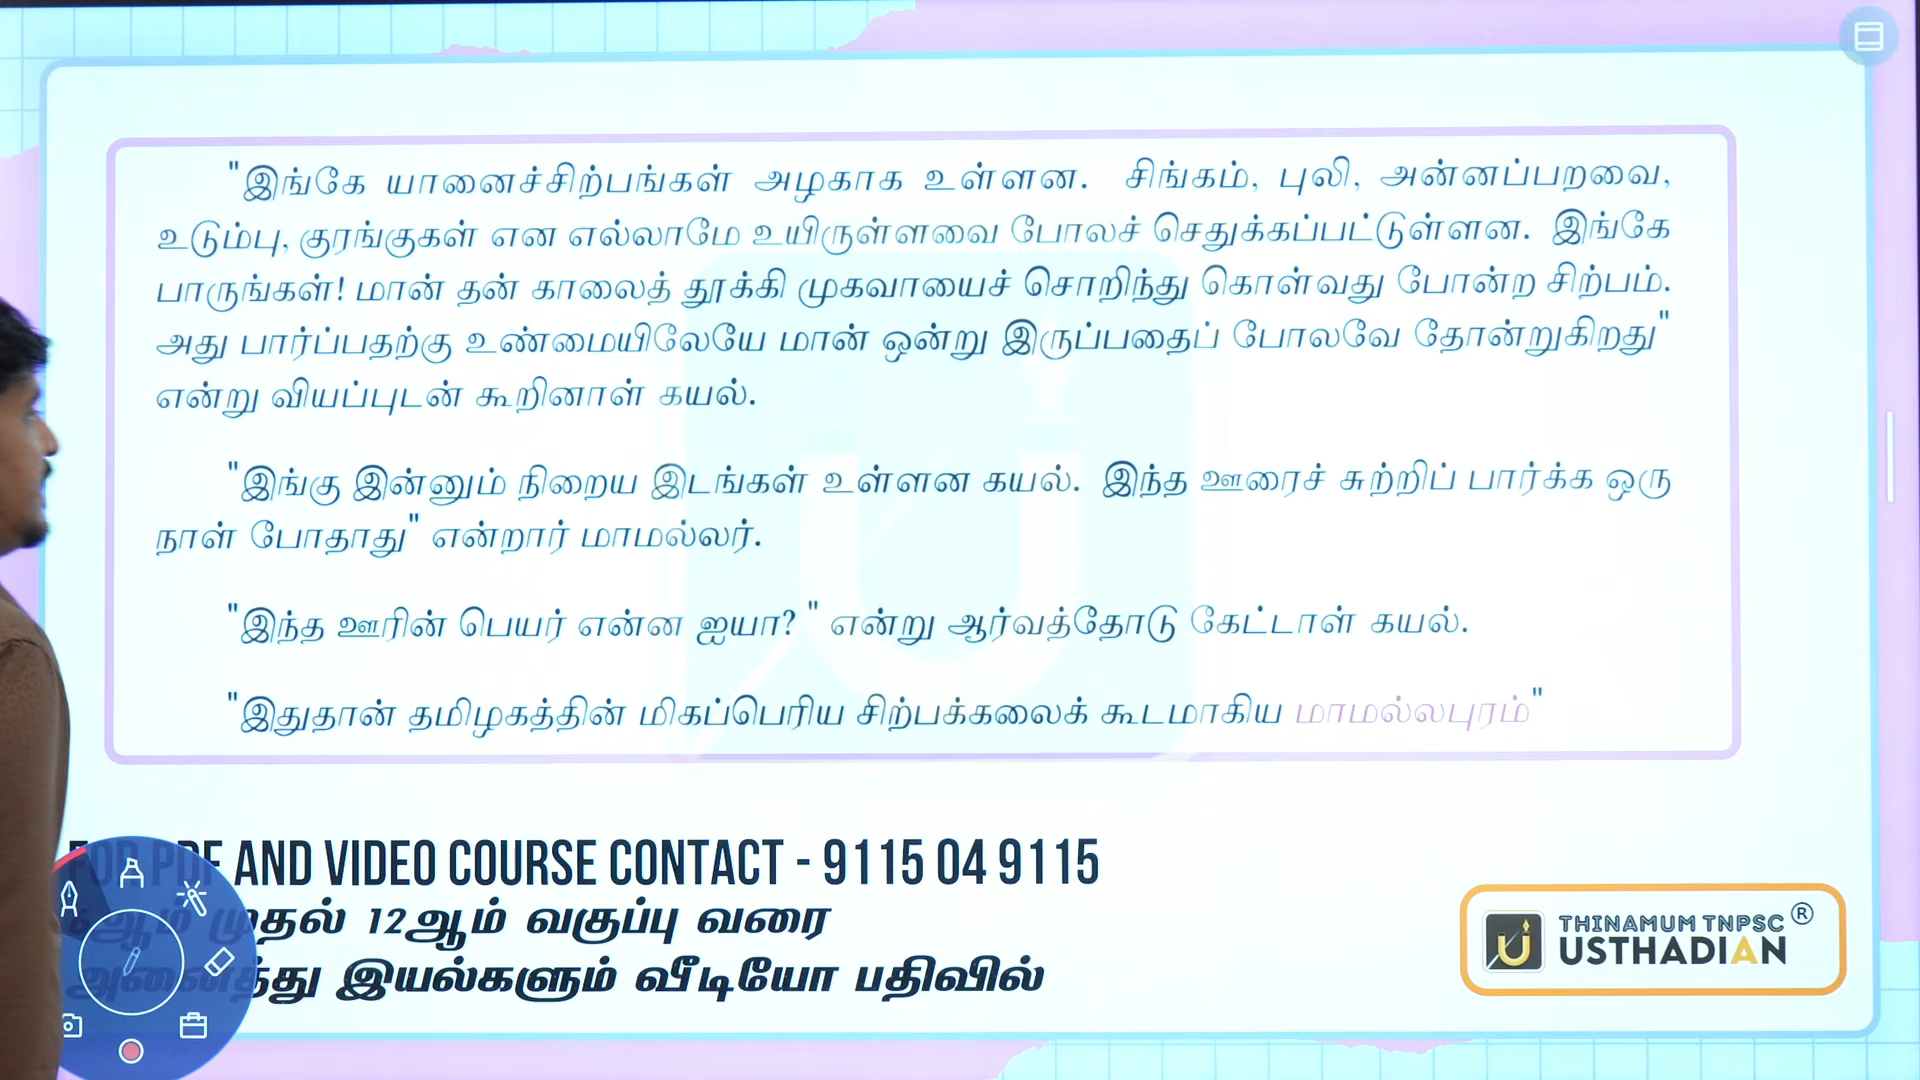 "இங்கே யானைச்சிற்பங்கள் அழகாக உள்ளன. சிங்கம், புலி, அன்னப்பறவை,
உடும்பு, குரங்குகள் என எல்லாமே உயிருள்ளவை போலச் செதுக்கப்பட்டுள்ளன. இங்கே
பாருங்கள்! மான் தன் காலைத் தூக்கி முகவாயைச் சொறிந்து கொள்வது போன்ற சிற்பம்.
அது பார்ப்பதற்கு உண்மையிலேயே மான் ஒன்று இருப்பதைப் போலவே தோன்றுகிறது"
என்று வியப்புடன் கூறினாள் கயல்.
"இங்கு இன்னும் நிறைய இடங்கள் உள்ளன கயல். இந்த ஊரைச் சுற்றிப் பார்க்க ஒரு
நாள் போதாது" என்றார் மாமல்லர்.
"இந்த ஊரின் பெயர் என்ன ஐயா? " என்று ஆர்வத்தோடு கேட்டாள் கயல்.
"இதுதான் தமிழகத்தின் மிகப்பெரிய சிற்பக்கலைக் கூடமாகிய மாமல்லபுரம்"
FOR PDF AND VIDEO COURSE CONTACT - 9115 04 9115
6ஆம் முதல் 12ஆம் வகுப்பு வரை
அனைத்து இயல்களும் வீடியோ பதிவில்
THINAMUM TNPSC ®
USTHADIAN